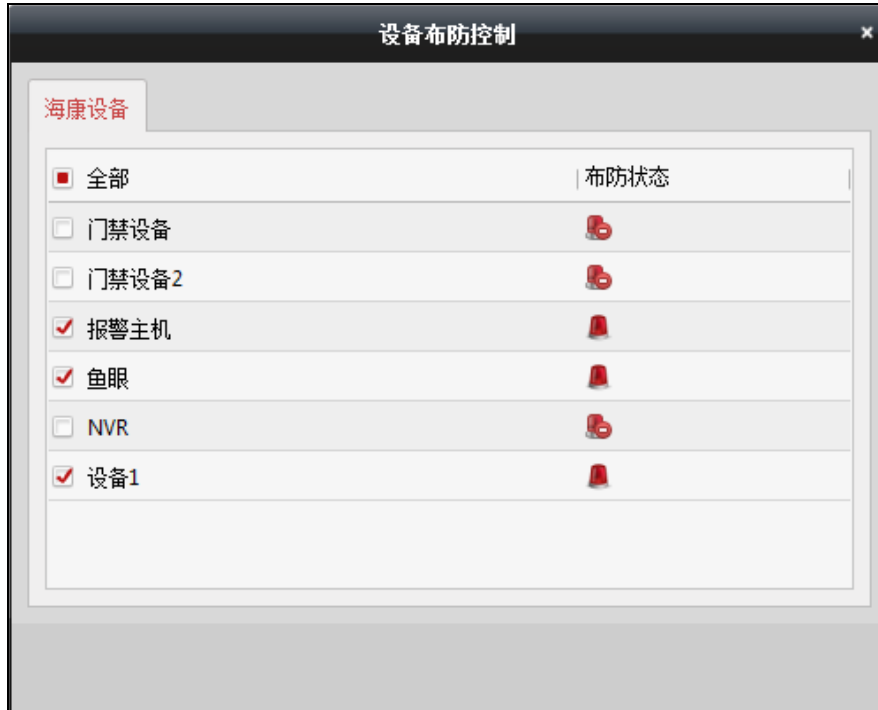 设备布防控制
海康设备
全部 布防状态
门禁设备
门禁设备2
报警主机
鱼眼
NVR
设备1